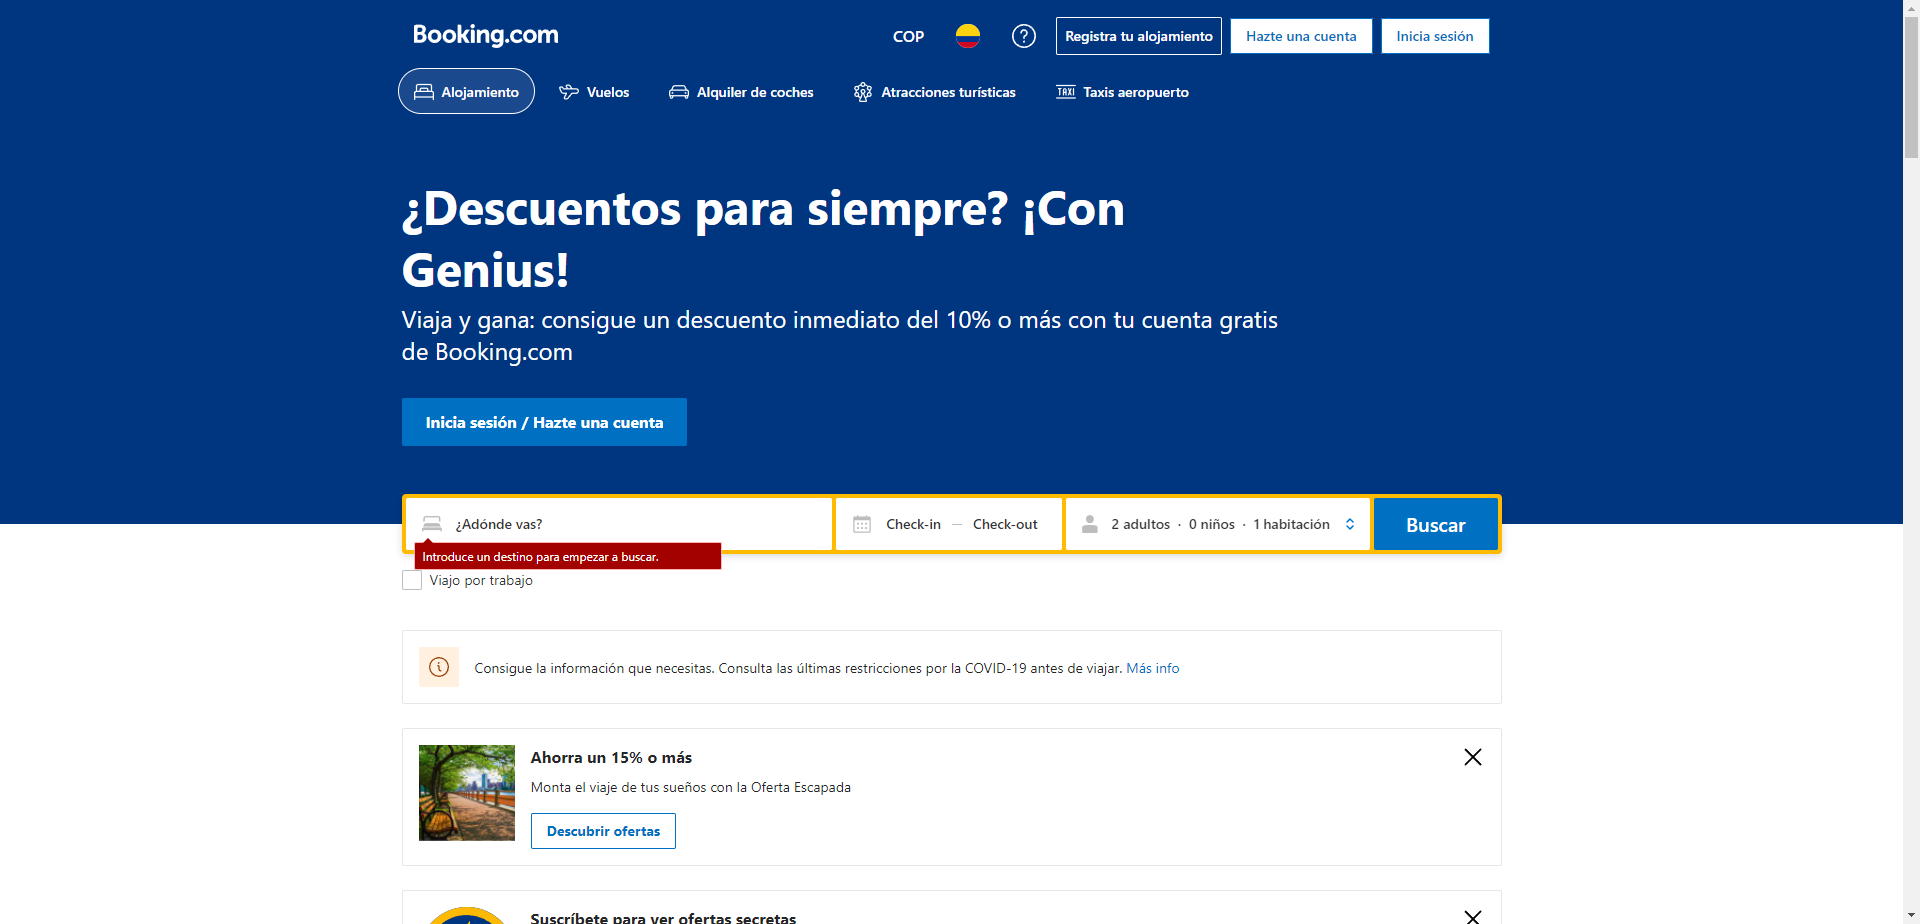 Booking.com
COP
Registra tu alojamiento
Hazte una cuenta
Inicia sesión
Alojamiento
Vuelos
Alquiler de coches
Atracciones turísticas
TAXI Taxis aeropuerto
¿Descuentos para siempre? ¡Con
Genius!
Viaja y gana: consigue un descuento inmediato del 10% o más con tu cuenta gratis
de Booking.com
Inicia sesión / Hazte una cuenta
¿Adónde vas?
Check-in — Check-out
2 adultos · 0 niños · 1 habitación
Buscar
Introduce un destino para empezar a buscar.
Viajo por trabajo
Consigue la información que necesitas. Consulta las últimas restricciones por la COVID-19 antes de viajar. Más info
Ahorra un 15% o más
Monta el viaje de tus sueños con la Oferta Escapada
Descubrir ofertas
Suscríbete para ver ofertas secretas